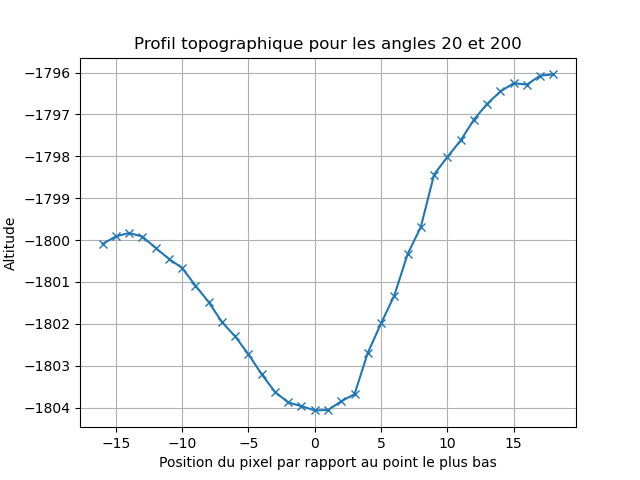 Profil topographique pour les angles 20 et 200
Altitude
−1796
−1797
−1798
−1799
−1800
−1801
−1802
−1803
−1804
−15 −10 −5 0 5 10 15
Position du pixel par rapport au point le plus bas